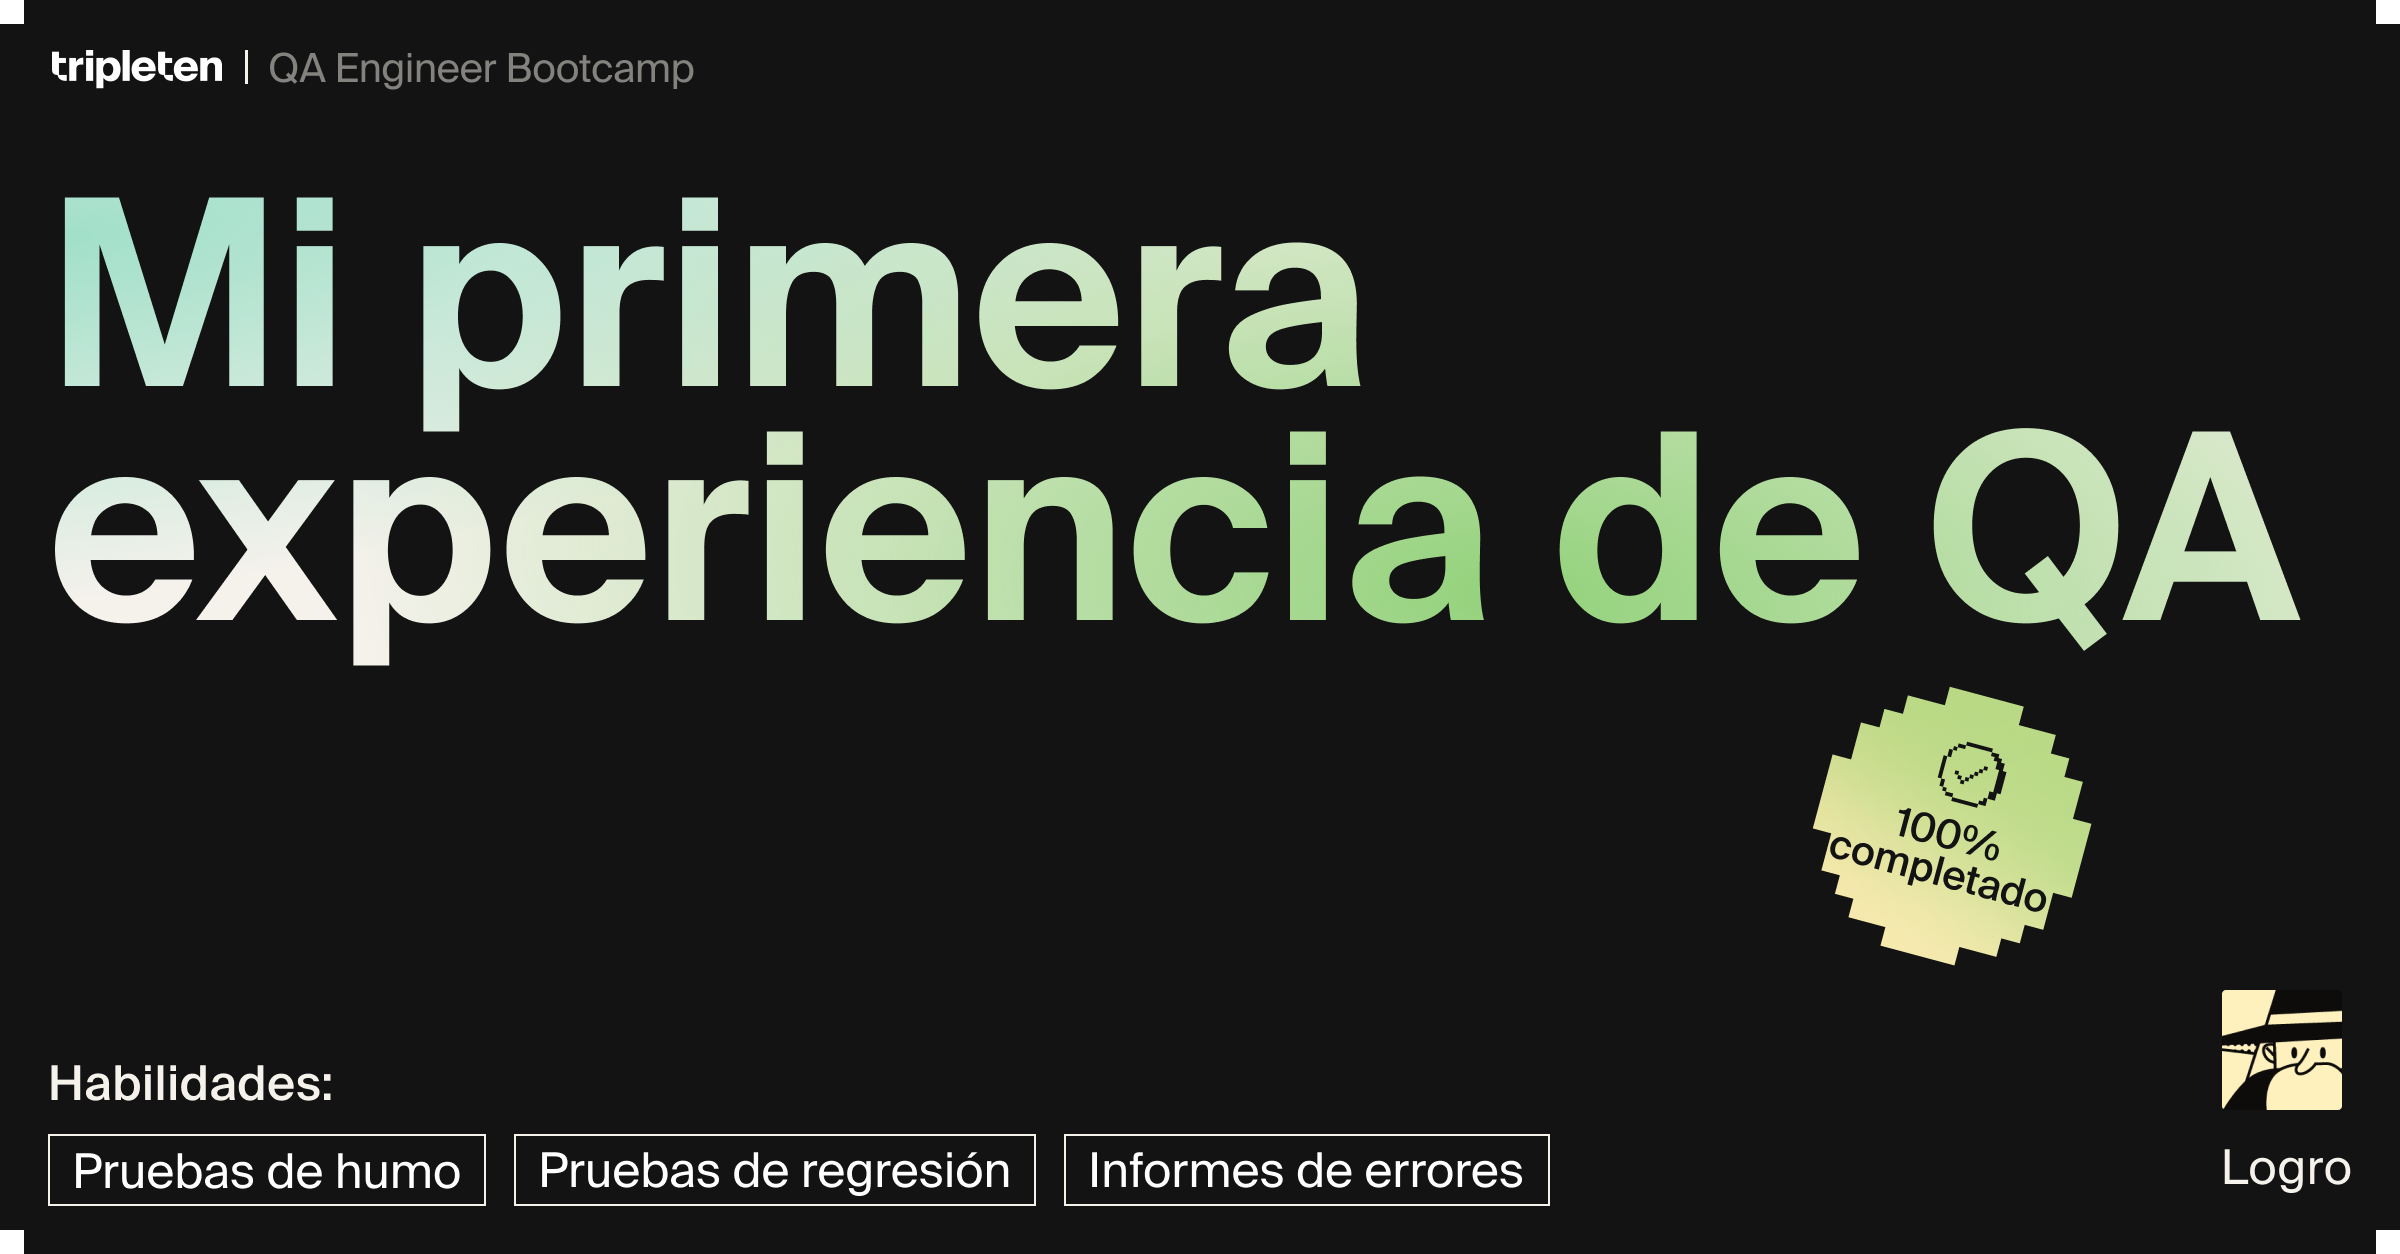 tripleten | QA Engineer Bootcamp
Mi primera
experiencia de QA
100%
completado
Habilidades:
Pruebas de humo
Pruebas de regresión
Informes de errores
Logro